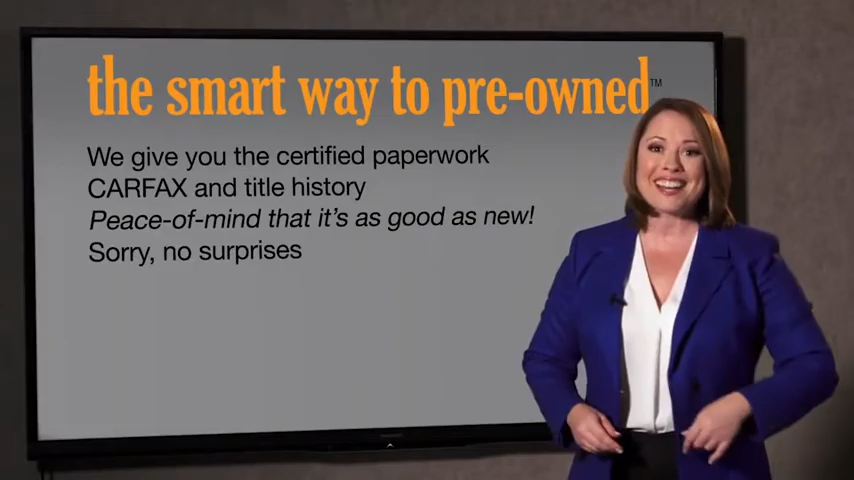 the smart way to pre-owned™
We give you the certified paperwork
CARFAX and title history
Peace-of-mind that it's as good as new!
Sorry, no surprises